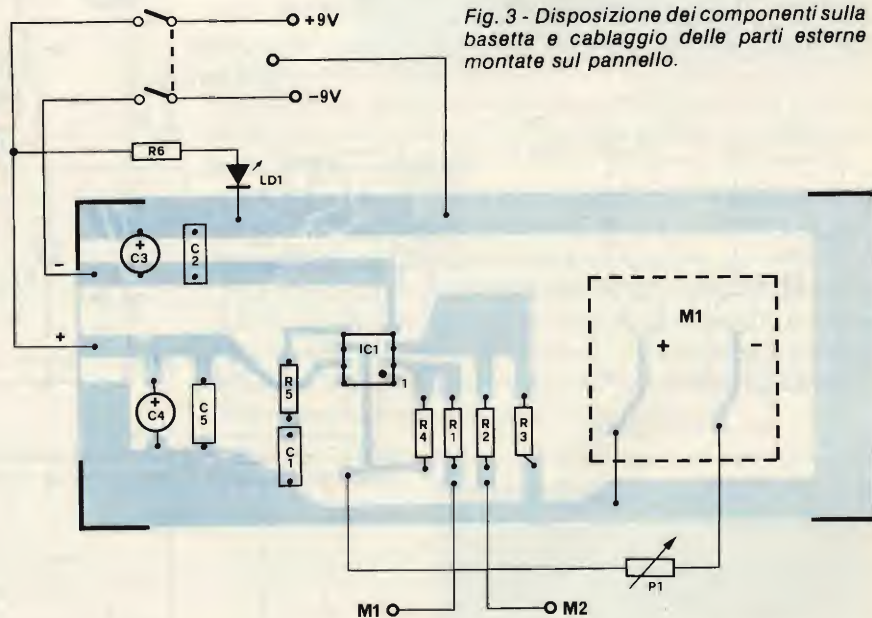 Fig. 3 - Disposizione dei componenti sulla
basetta e cablaggio delle parti esterne
montate sul pannello.
+9V
-9V
R6
LD1
+
C3
C2
-
+
M1
+
-
IC1
1
R5
+
C4
C5
C1
R4
R1
R2
R3
P1
M1
M2